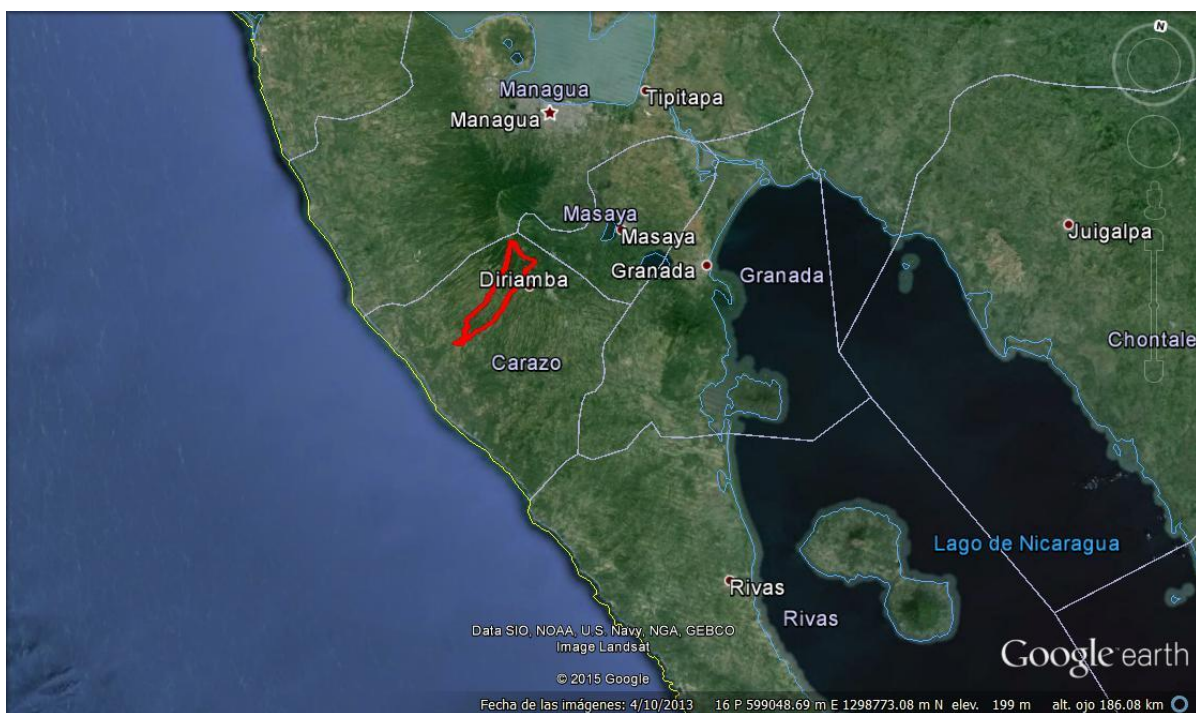 N
Managua
Tipitapa
Managua
Masaya
Masaya
Juigalpa
Granada
Granada
Diriamba
Chontale
Carazo
Lago de Nicaragua
Rivas
Rivas
Data SIO, NOAA, U.S. Navy, NGA, GEBCO
Image Landsat
© 2015 Google
Google earth
Fecha de las imágenes: 4/10/2013 16 P 599048.69 m E 1298773.08 m N elev. 199 m alt. ojo 186.08 km